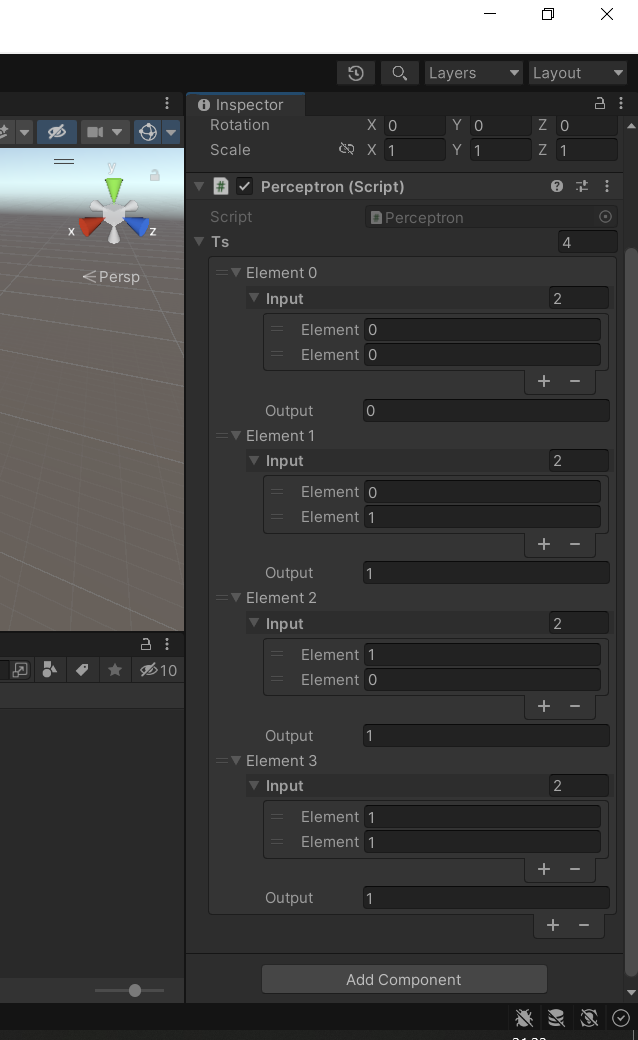 Layers
Layout
Inspector
Rotation X 0 Y 0 Z 0
Scale X 1 Y 1 Z 1
Perceptron (Script)
Script Perceptron
Ts 4
Element 0
Input 2
Element 0
Element 0
Output 0
Element 1
Input 2
Element 0
Element 1
Output 1
Element 2
Input 2
Element 1
Element 0
Output 1
Element 3
Input 2
Element 1
Element 1
Output 1
Add Component
y
x
z
Persp
10